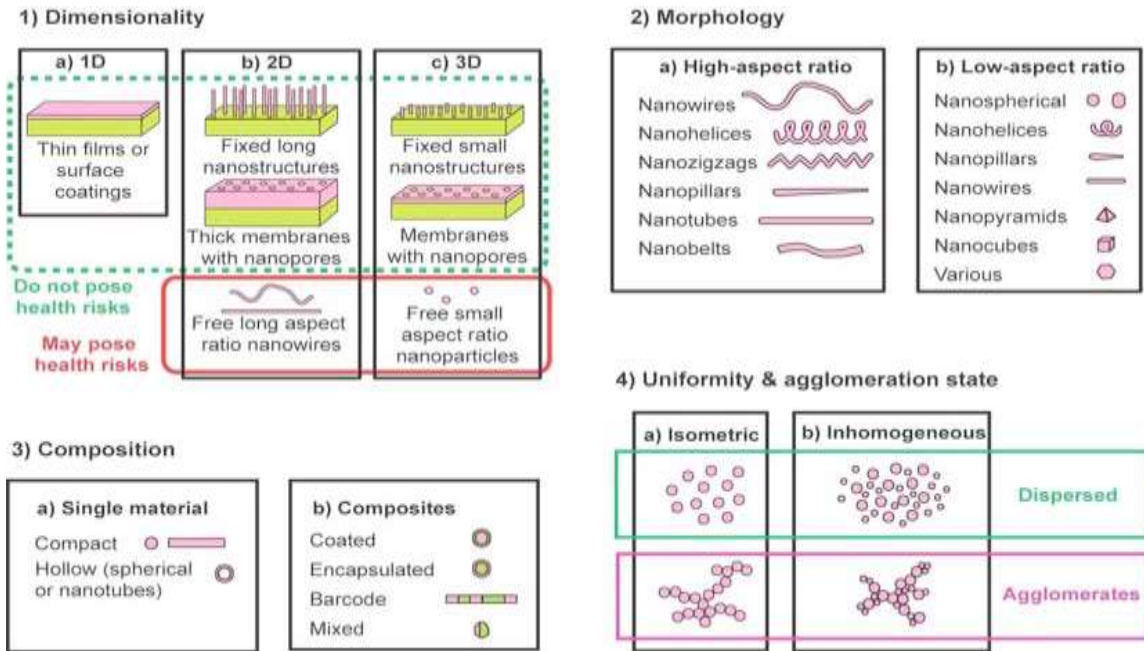 1) Dimensionality
a) 1D
Thin films or
surface
coatings
b) 2D
Fixed long
nanostructures
Thick membranes
with nanopores
Free long aspect
ratio nanowires
c) 3D
Fixed small
nanostructures
Membranes
with nanopores
Free small
aspect ratio
nanoparticles
Do not pose
health risks
May pose
health risks
2) Morphology
a) High-aspect ratio
Nanowires
Nanohelices
Nanozigzags
Nanopillars
Nanotubes
Nanobelts
b) Low-aspect ratio
Nanospherical
Nanohelices
Nanopillars
Nanowires
Nanopyramids
Nanocubes
Various
3) Composition
a) Single material
Compact
Hollow (spherical
or nanotubes)
b) Composites
Coated
Encapsulated
Barcode
Mixed
4) Uniformity & agglomeration state
a) Isometric
b) Inhomogeneous
Dispersed
Agglomerates